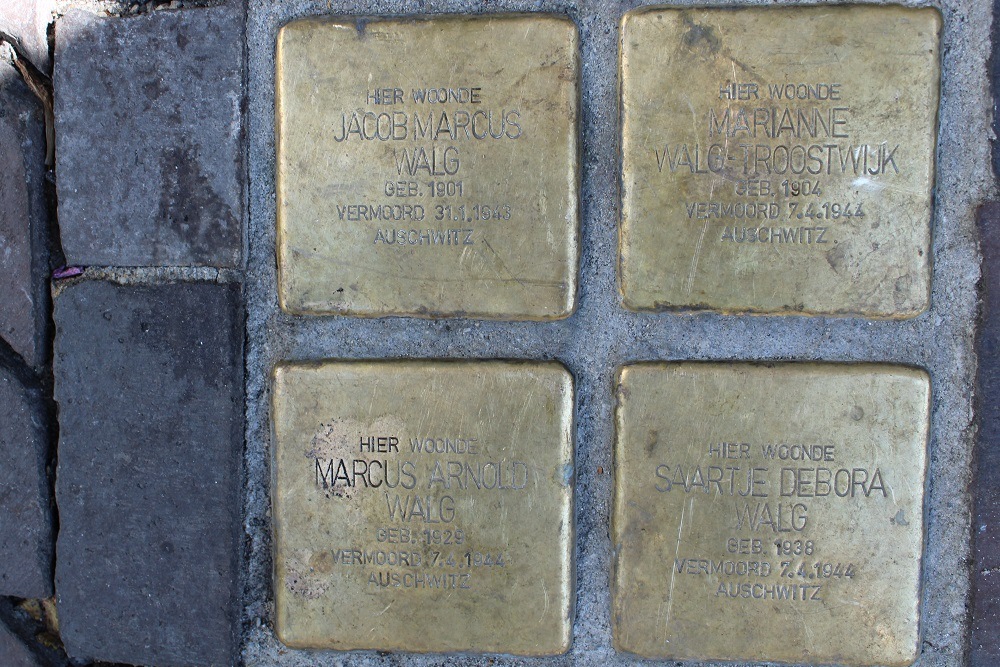 HIER WOONDE
JACOB MARCUS
WALG
GEB. 1901
VERMOORD 31.1.1943
AUSCHWITZ
HIER WOONDE
MARIANNE
WALG-TROOSTWIJK
GEB. 1904
VERMOORD 7.4.1944
AUSCHWITZ
HIER WOONDE
MARCUS ARNOLD
WALG
GEB. 1929
VERMOORD 7.4.1944
AUSCHWITZ
HIER WOONDE
SAARTJE DEBORA
WALG
GEB. 1938
VERMOORD 7.4.1944
AUSCHWITZ